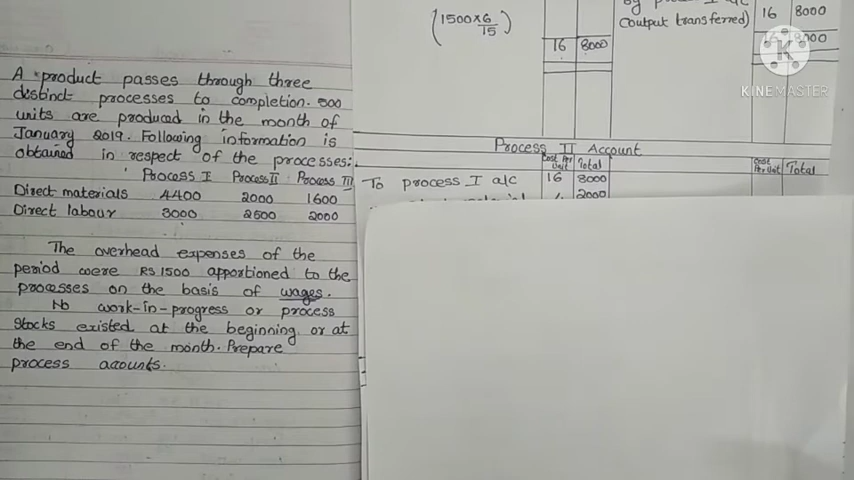 A product passes through three
distinct processes to completion. 500
units are produced in the month of
January 2019. Following information is
obtained in respect of the processes:
Process I Process II Process III
Direct materials 4400 2000 1600
Direct labour 3000 2500 2000
The overhead expenses of the
period were Rs 1500 apportioned to the
processes on the basis of wages.
No work-in-progress or process
stocks existed at the beginning or at
the end of the month. Prepare
process accounts.
(1500×6/15)
16 8000
(output transferred) 16 8000
KINEMASTER
Process II Account
Cost Per Unit Total Cost Per Unit Total
To process I a/c 16 8000
2000